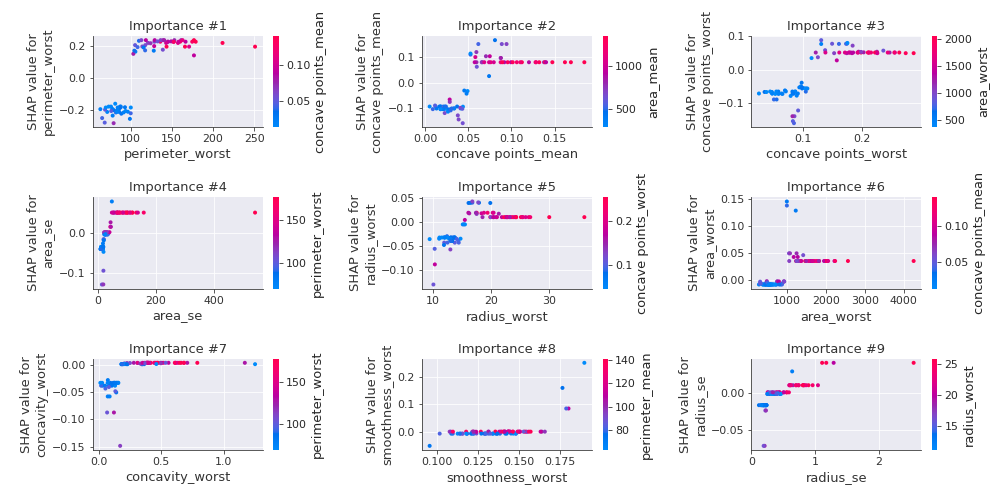 Importance #1
SHAP value for
perimeter_worst
0.2
0.0
−0.2
100
150
200
250
perimeter_worst
0.10
0.05
concave points_mean
Importance #2
SHAP value for
concave points_mean
0.1
0.0
−0.1
0.00
0.05
0.10
0.15
concave points_mean
1000
500
area_mean
Importance #3
SHAP value for
concave points_worst
0.1
0.0
−0.1
0.1
0.2
concave points_worst
2000
1500
1000
500
area_worst
Importance #4
SHAP value for
area_se
0.0
−0.1
0
200
400
area_se
150
100
perimeter_worst
Importance #5
SHAP value for
radius_worst
0.05
0.00
−0.05
−0.10
10
20
30
radius_worst
0.2
0.1
concave points_worst
Importance #6
SHAP value for
area_worst
0.15
0.10
0.05
0.00
1000
2000
3000
4000
area_worst
0.10
0.05
concave points_mean
Importance #7
SHAP value for
concavity_worst
0.00
−0.05
−0.10
−0.15
0.0
0.5
1.0
concavity_worst
150
100
perimeter_worst
Importance #8
SHAP value for
smoothness_worst
0.2
0.1
0.0
0.100
0.125
0.150
0.175
smoothness_worst
140
120
100
80
perimeter_mean
Importance #9
SHAP value for
radius_se
0.00
−0.05
0
1
2
radius_se
25
20
15
radius_worst